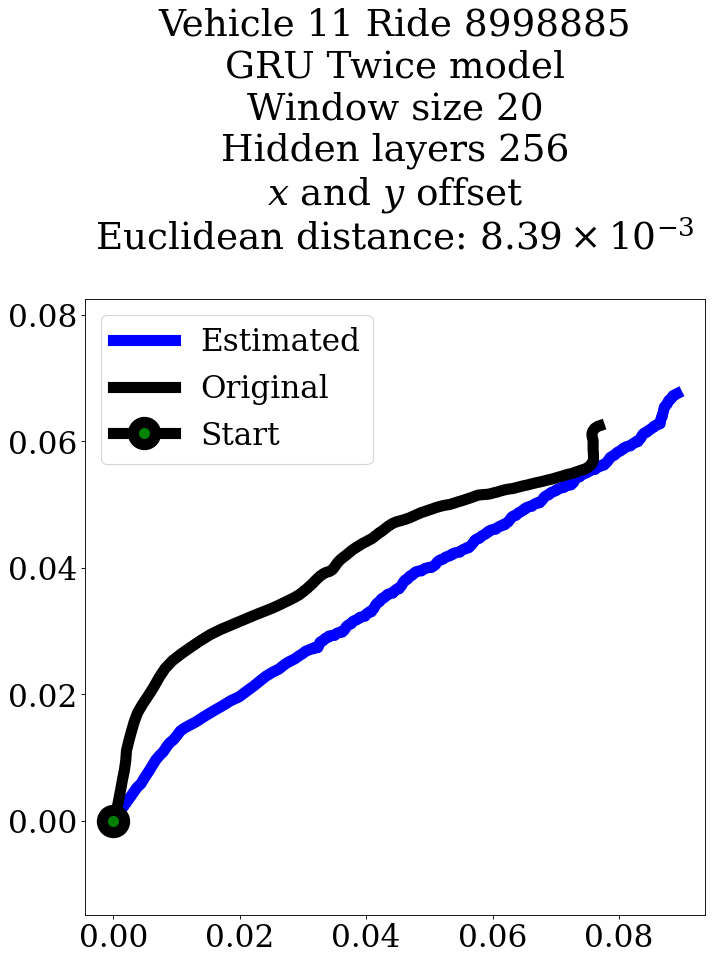 Vehicle 11 Ride 8998885
GRU Twice model
Window size 20
Hidden layers 256
x and y offset
Euclidean distance: 8.39 × 10⁻³
Estimated
Original
Start
0.08
0.06
0.04
0.02
0.00
0.00 0.02 0.04 0.06 0.08